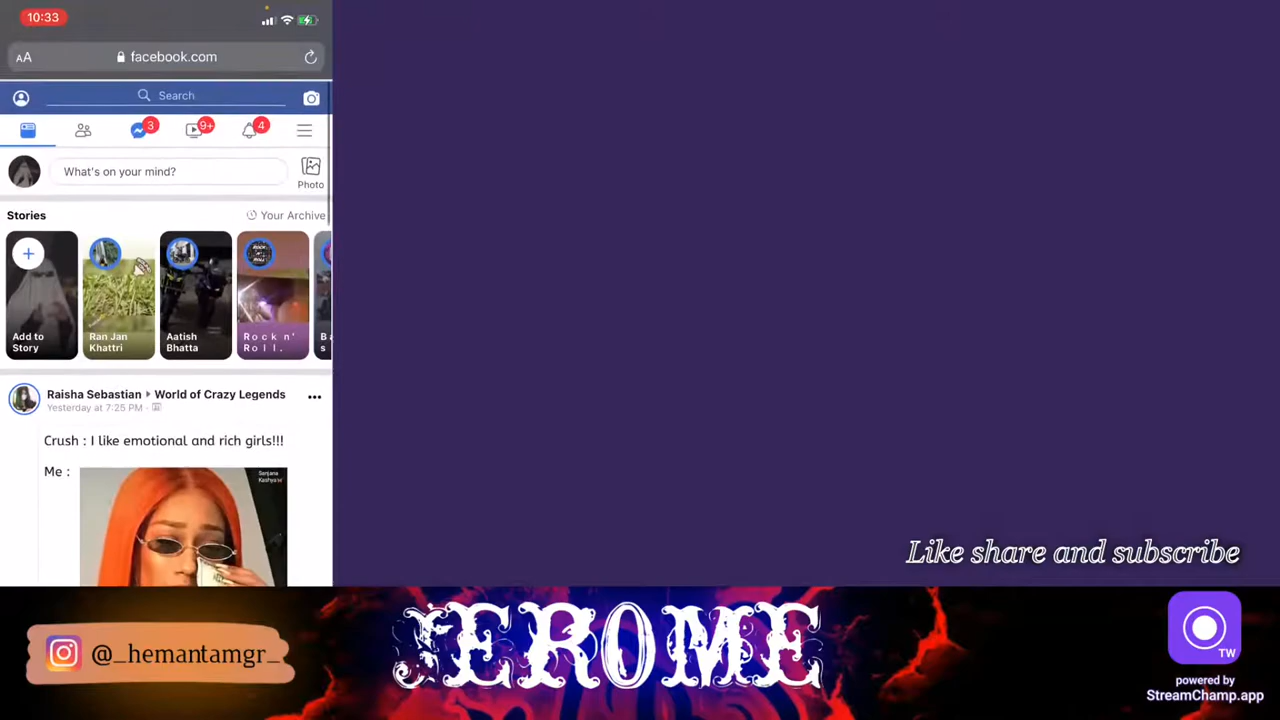 10:33
AA facebook.com
Search
3 9+ 4
What's on your mind?
Photo
Stories
Your Archive
Add to
Story
Ran Jan
Khattri
Aatish
Bhatta
Rock n'
Roll.
B a
s
Raisha Sebastian ▸ World of Crazy Legends
Yesterday at 7:25 PM ·
Crush : I like emotional and rich girls!!!
Me :
Sanjana
Kashyap
Like share and subscribe
@_hemantamgr_
JEROME
TW
powered by
StreamChamp.app